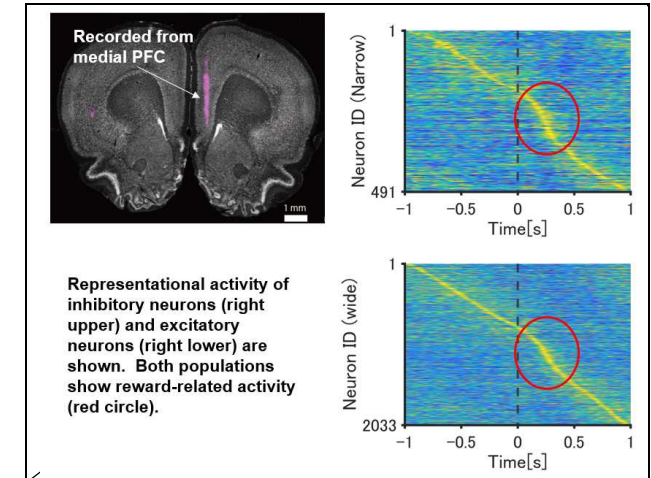 Recorded from
medial PFC
1 mm
Neuron ID (Narrow)
1
491
-1 -0.5 0 0.5 1
Time[s]
Representational activity of
inhibitory neurons (right
upper) and excitatory
neurons (right lower) are
shown.  Both populations
show reward-related activity
(red circle).
Neuron ID (wide)
1
2033
-1 -0.5 0 0.5 1
Time[s]